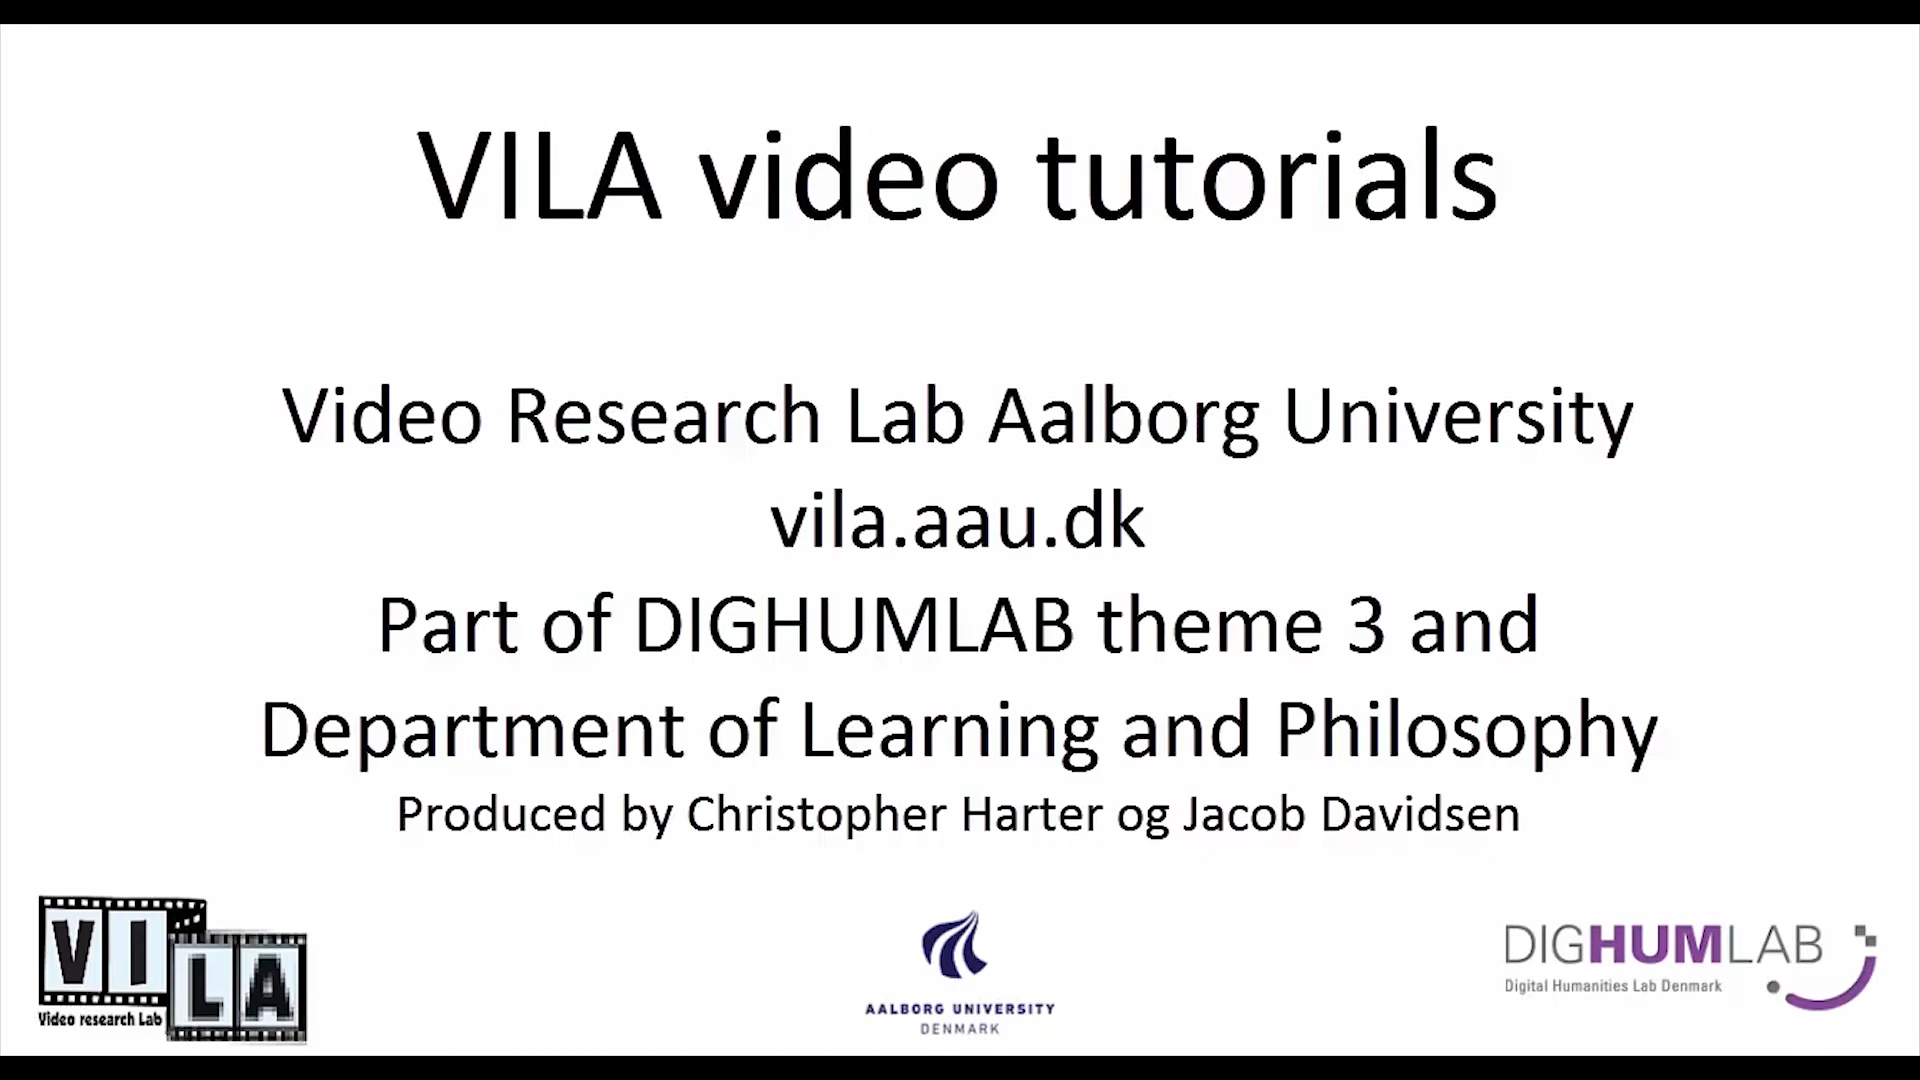 VILA video tutorials
Video Research Lab Aalborg University
vila.aau.dk
Part of DIGHUMLAB theme 3 and
Department of Learning and Philosophy
Produced by Christopher Harter og Jacob Davidsen
VI
LA
Video research Lab
AALBORG UNIVERSITY
DENMARK
DIGHUMLAB
Digital Humanities Lab Denmark